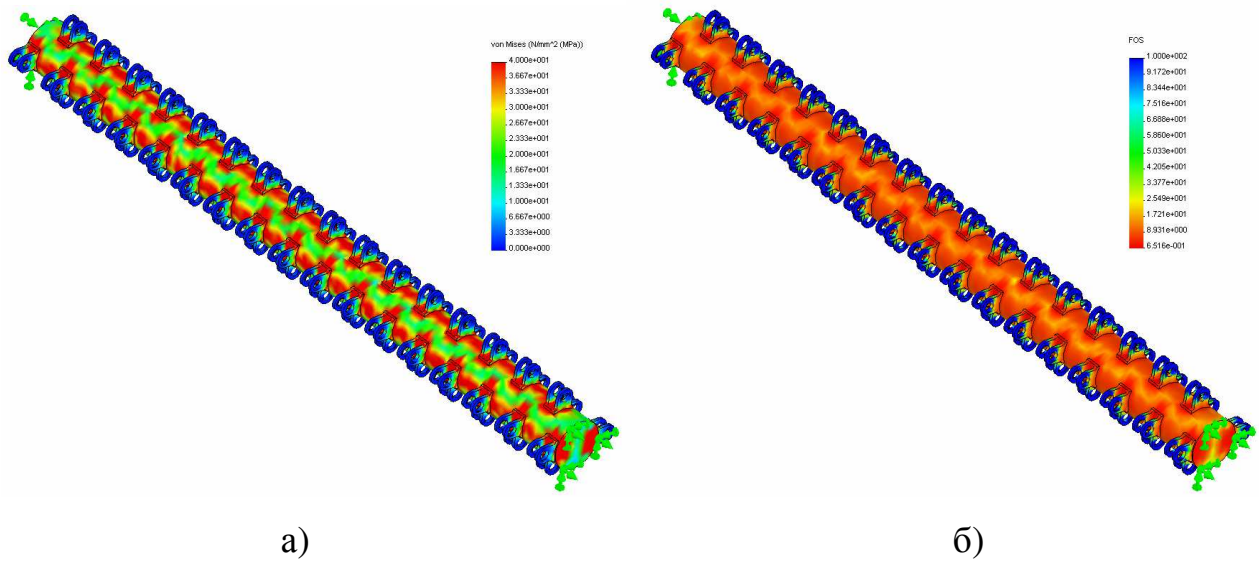 von Mises (N/mm^2 (MPa))
4.000e+001
3.667e+001
3.333e+001
3.000e+001
2.667e+001
2.333e+001
2.000e+001
1.667e+001
1.333e+001
1.000e+001
6.667e+000
3.333e+000
0.000e+000
FOS
1.000e+002
9.172e+001
8.344e+001
7.516e+001
6.688e+001
5.860e+001
5.033e+001
4.205e+001
3.377e+001
2.549e+001
1.721e+001
8.931e+000
6.516e-001
а)
б)